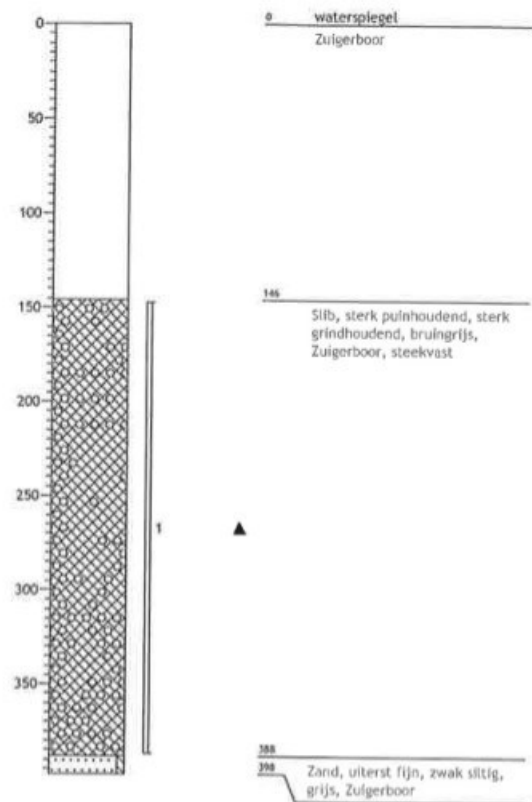 0 waterspiegel
0
Zuigerboor
50
100
146
150
Slib, sterk puinhoudend, sterk
grindhoudend, bruingrijs,
Zuigerboor, steekvast
200
250
1
300
350
388
398 Zand, uiterst fijn, zwak siltig,
grijs, Zuigerboor